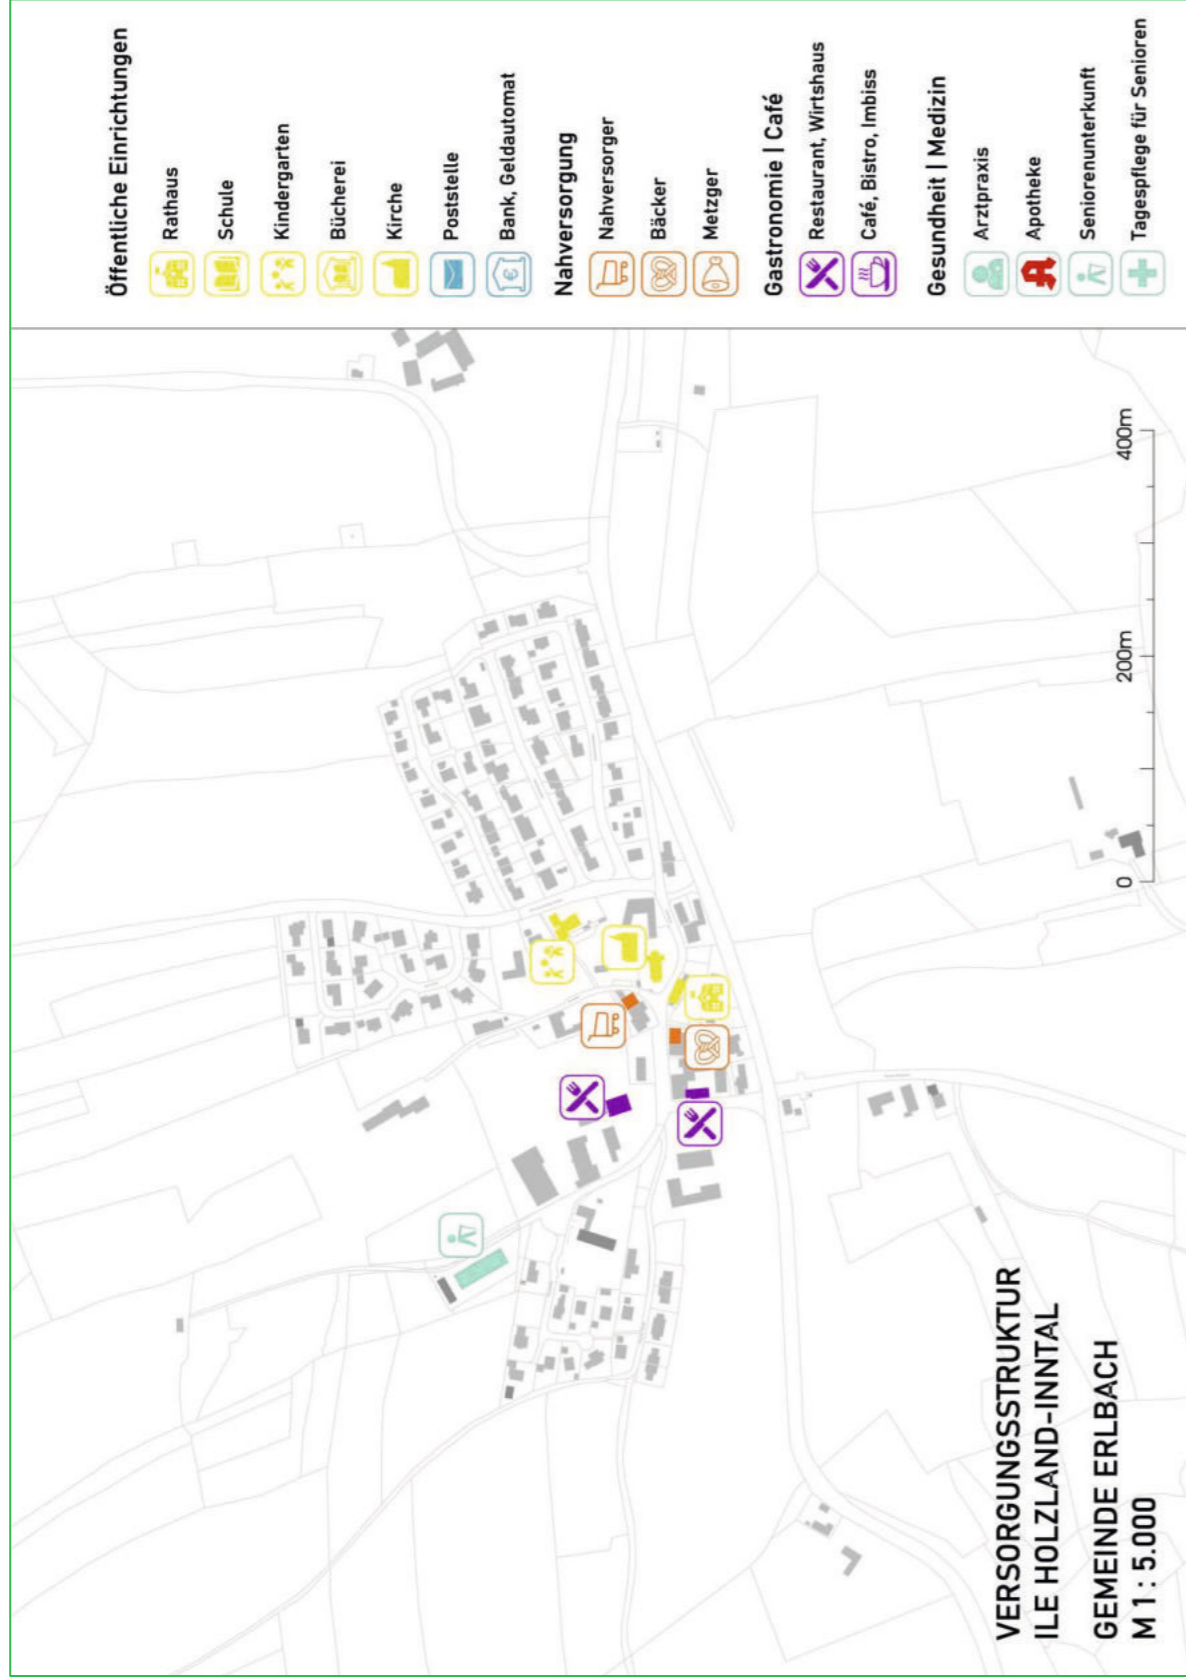 VERSORGUNGSSTRUKTUR
ILE HOLZLAND-INNTAL
GEMEINDE ERLBACH
M 1 : 5.000
0 200m 400m
Öffentliche Einrichtungen
Rathaus
Schule
Kindergarten
Bücherei
Kirche
Poststelle
Bank, Geldautomat
Nahversorgung
Nahversorger
Bäcker
Metzger
Gastronomie | Café
Restaurant, Wirtshaus
Café, Bistro, Imbiss
Gesundheit | Medizin
Arztpraxis
Apotheke
Seniorenunterkunft
Tagespflege für Senioren